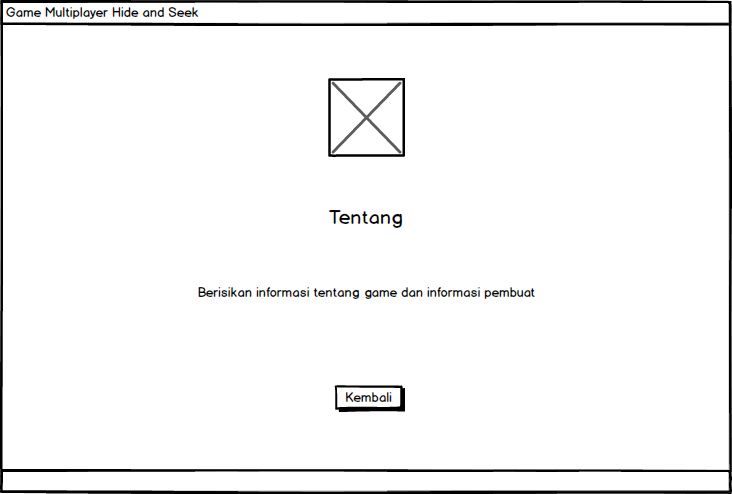 Game Multiplayer Hide and Seek
Tentang
Berisikan informasi tentang game dan informasi pembuat
Kembali